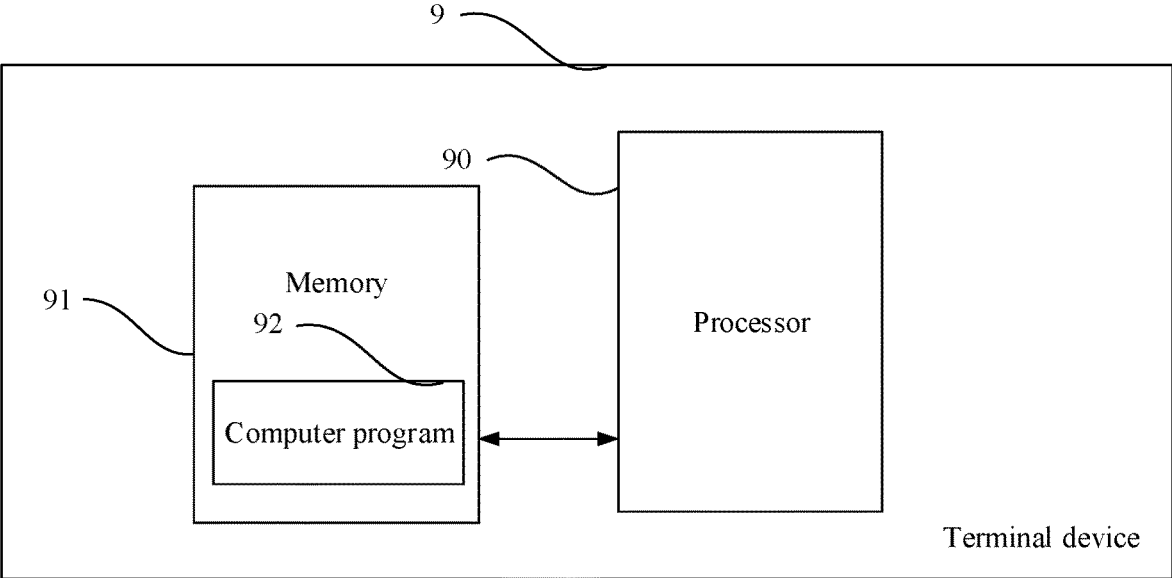 9
90
91
Memory
92
Processor
Computer program
Terminal device